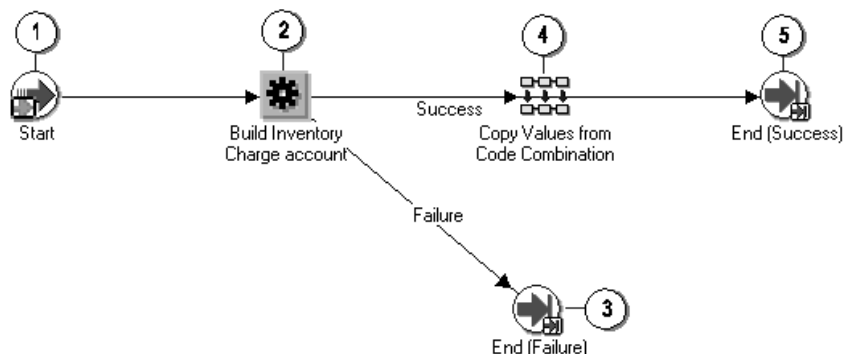 1
2
4
5
Start
Build Inventory
Charge account
Success
Copy Values from
Code Combination
End (Success)
Failure
3
End (Failure)